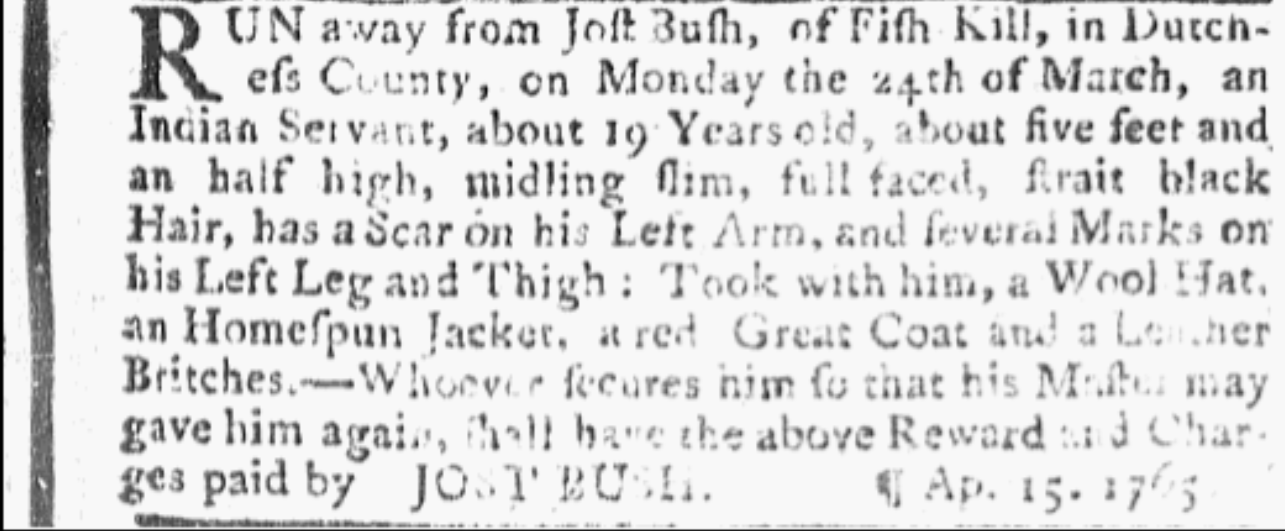 RUN away from Joſt Buſh, of Fiſh Kill, in Dutch-
eſs County, on Monday the 24th of March, an
Indian Servant, about 19 Years old, about five feet and
an half high, midling ſlim, full faced, ſtrait black
Hair, has a Scar on his Left Arm, and ſeveral Marks on
his Left Leg and Thigh: Took with him, a Wool Hat,
an Homeſpun Jacket, a red Great Coat and a Leather
Britches.—Whoever ſecures him ſo that his Maſter may
gave him again, ſhall have the above Reward and Char-
ges paid by JOST BUSH. ¶ Ap. 15. 1765